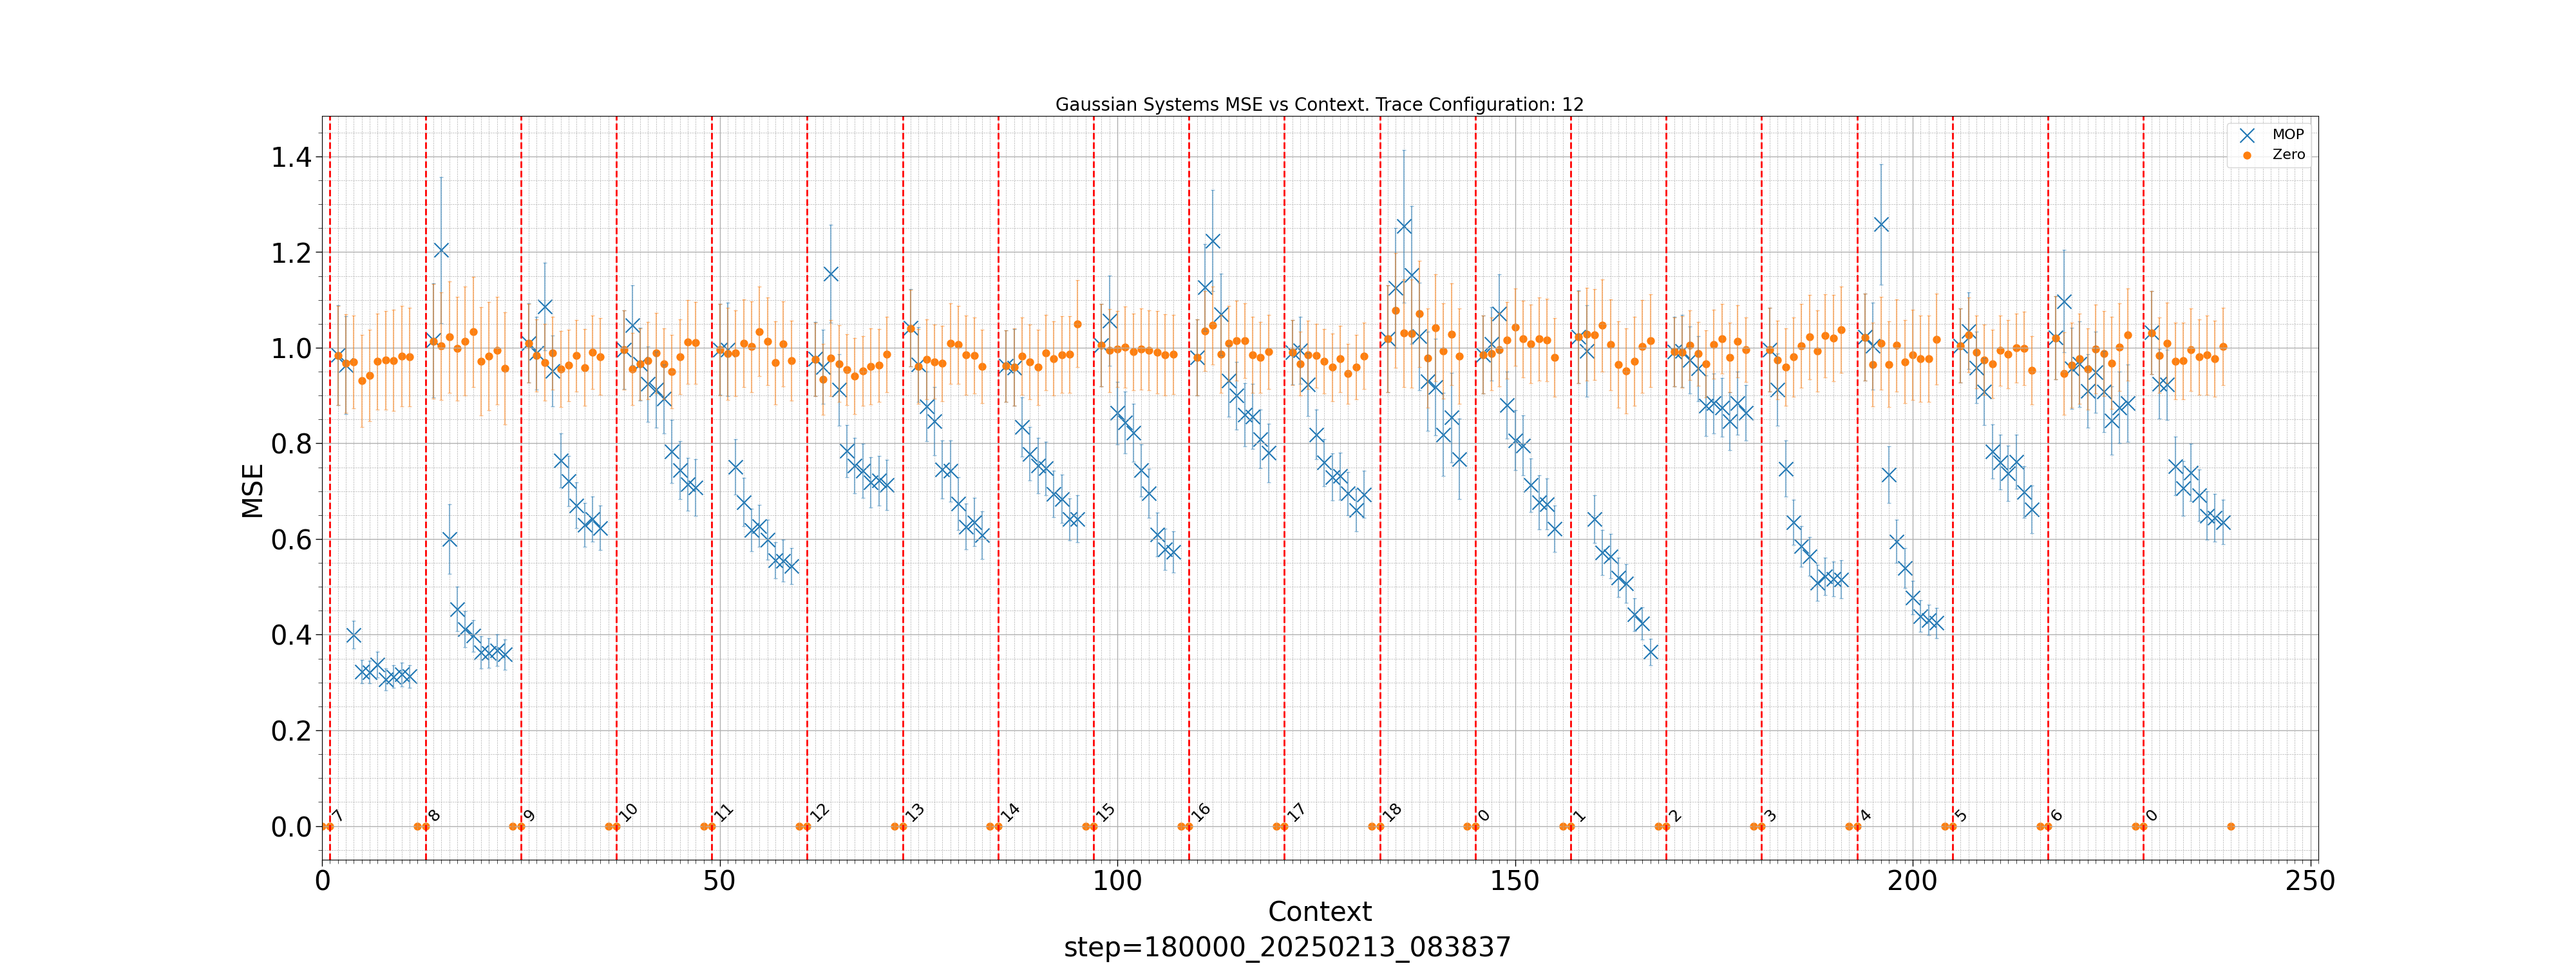 Gaussian Systems MSE vs Context. Trace Configuration: 12
MOP
Zero
MSE
1.4
1.2
1.0
0.8
0.6
0.4
0.2
0.0
7 8 9 10 11 12 13 14 15 16 17 18 0 1 2 3 4 5 6 0
0 50 100 150 200 250
Context
step=180000_20250213_083837